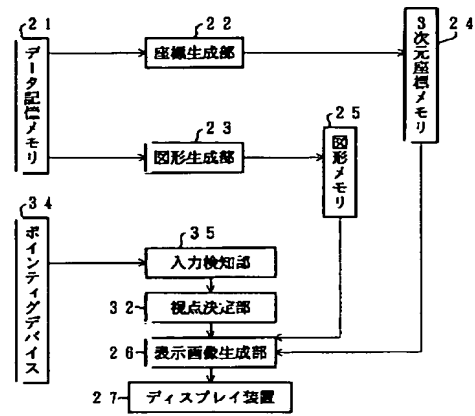 21
データ記憶メモリ
22
座標生成部
3次元座標メモリ
24
23
図形生成部
25
図形メモリ
34
ポインティグデバイス
35
入力検知部
32
視点決定部
26
表示画像生成部
27
ディスプレイ装置